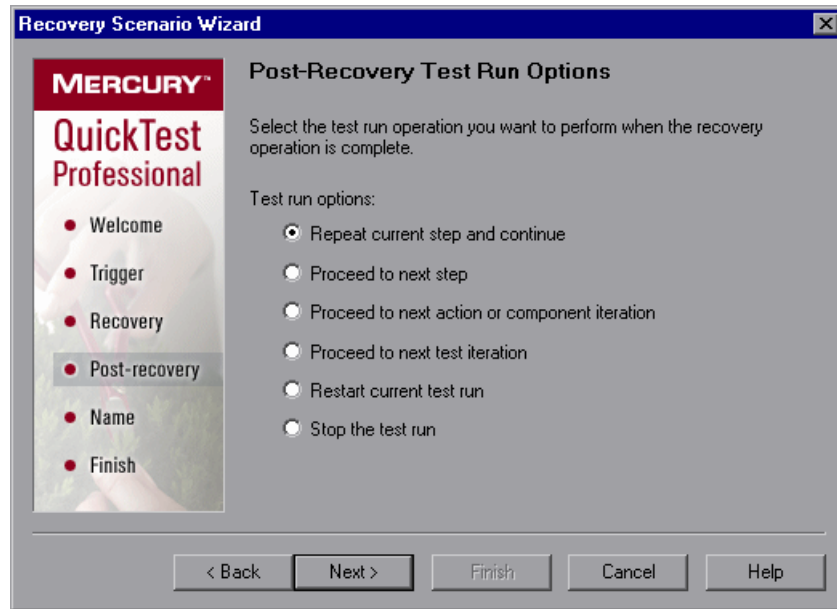 Recovery Scenario Wizard
MERCURY™
QuickTest
Professional
Welcome
Trigger
Recovery
Post-recovery
Name
Finish
Post-Recovery Test Run Options
Select the test run operation you want to perform when the recovery
operation is complete.
Test run options:
Repeat current step and continue
Proceed to next step
Proceed to next action or component iteration
Proceed to next test iteration
Restart current test run
Stop the test run
< Back
Next >
Finish
Cancel
Help